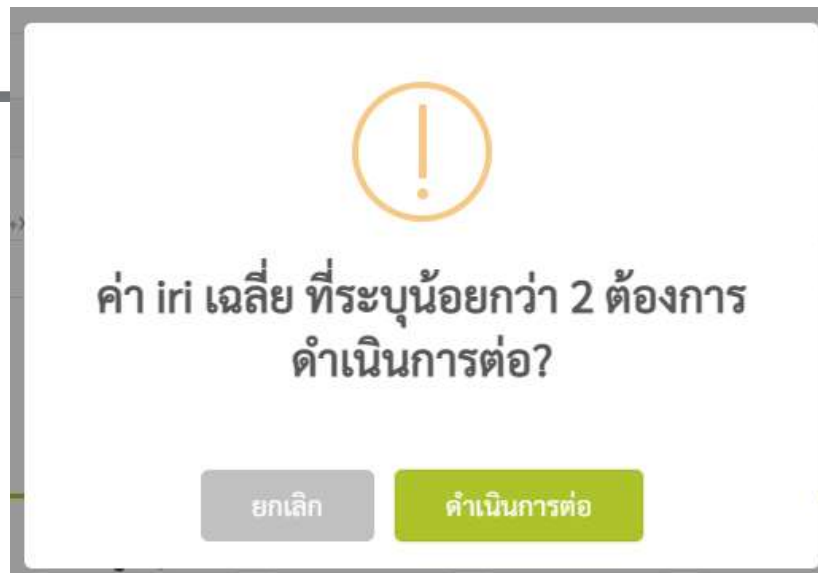 ค่า iri เฉลี่ย ที่ระบุน้อยกว่า 2 ต้องการ
ดำเนินการต่อ?
ยกเลิก
ดำเนินการต่อ